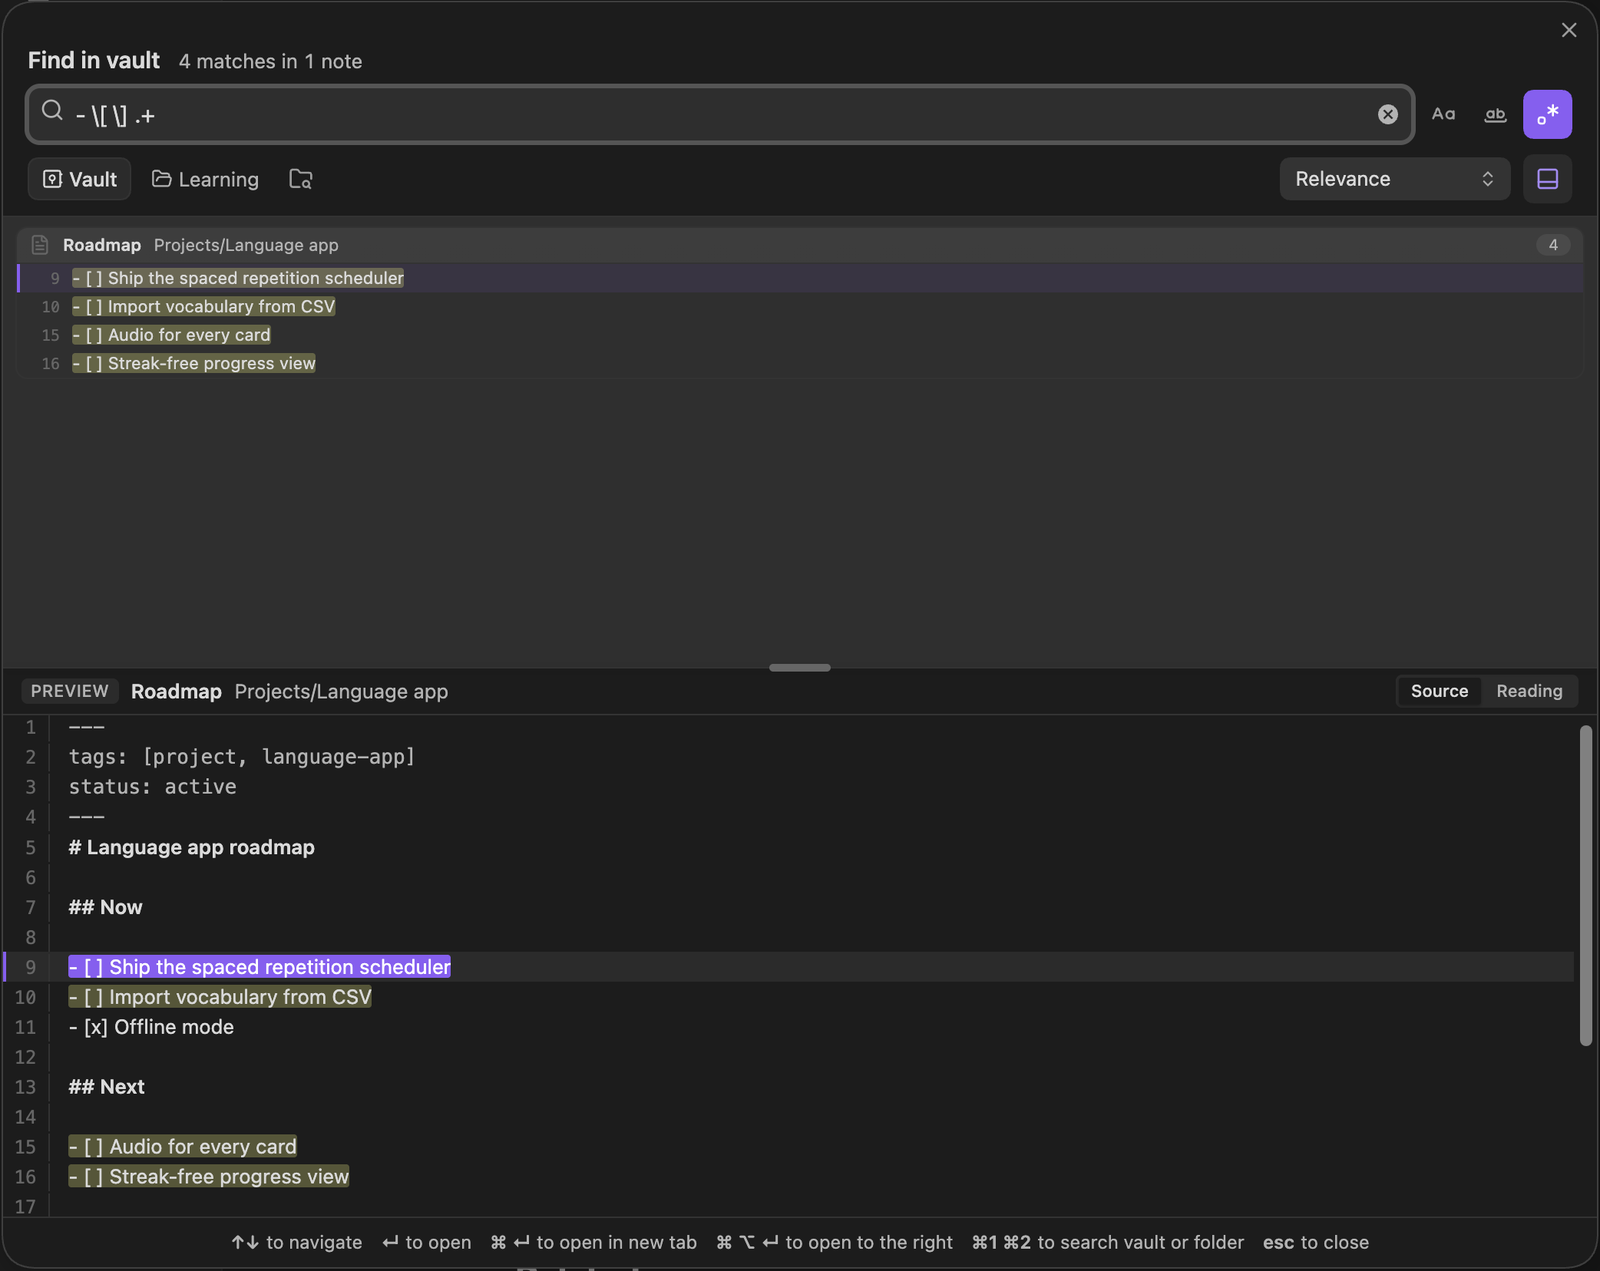 Find in vault 4 matches in 1 note
- \[ \] .+
Aa ab .*
Vault Learning Relevance
Roadmap Projects/Language app 4
9 - [ ] Ship the spaced repetition scheduler
10 - [ ] Import vocabulary from CSV
15 - [ ] Audio for every card
16 - [ ] Streak-free progress view
PREVIEW Roadmap Projects/Language app Source Reading
1 ---
2 tags: [project, language-app]
3 status: active
4 ---
5 # Language app roadmap
6
7 ## Now
8
9 - [ ] Ship the spaced repetition scheduler
10 - [ ] Import vocabulary from CSV
11 - [x] Offline mode
12
13 ## Next
14
15 - [ ] Audio for every card
16 - [ ] Streak-free progress view
17
↑↓ to navigate ↵ to open ⌘ ↵ to open in new tab ⌘ ⌥ ↵ to open to the right ⌘1 ⌘2 to search vault or folder esc to close